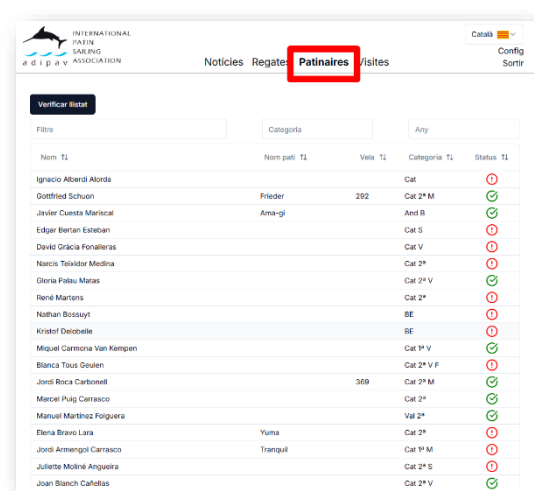 INTERNATIONAL
PATIN
SAILING
adipav ASSOCIATION
Català
Notícies Regates Patinaires Visites
Config
Sortir
Verificar llistat
Filtre Categoria Any
Nom Nom patí Vela Categoria Status
Ignacio Alberdi Alorda Cat
Gottfried Schuon Frieder 292 Cat 2ª M
Javier Cuesta Mariscal Ama-gi And B
Edgar Bertan Esteban Cat S
David Gràcia Fonalleras Cat V
Narcís Teixidor Medina Cat 2ª
Gloria Palau Matas Cat 2ª V
René Martens Cat 2ª
Nathan Bossuyt BE
Kristof Delobelle BE
Miquel Carmona Van Kempen Cat 1ª V
Blanca Tous Geulen Cat 2ª V F
Jordi Roca Carbonell 369 Cat 2ª M
Marcel Puig Carrasco Cat 2ª
Manuel Martínez Folguera Val 2ª
Elena Bravo Lara Yuma Cat 2ª
Jordi Armengol Carrasco Tranquil Cat 1ª M
Juliette Moliné Angueira Cat 2ª S
Joan Blanch Cañellas Cat 2ª V